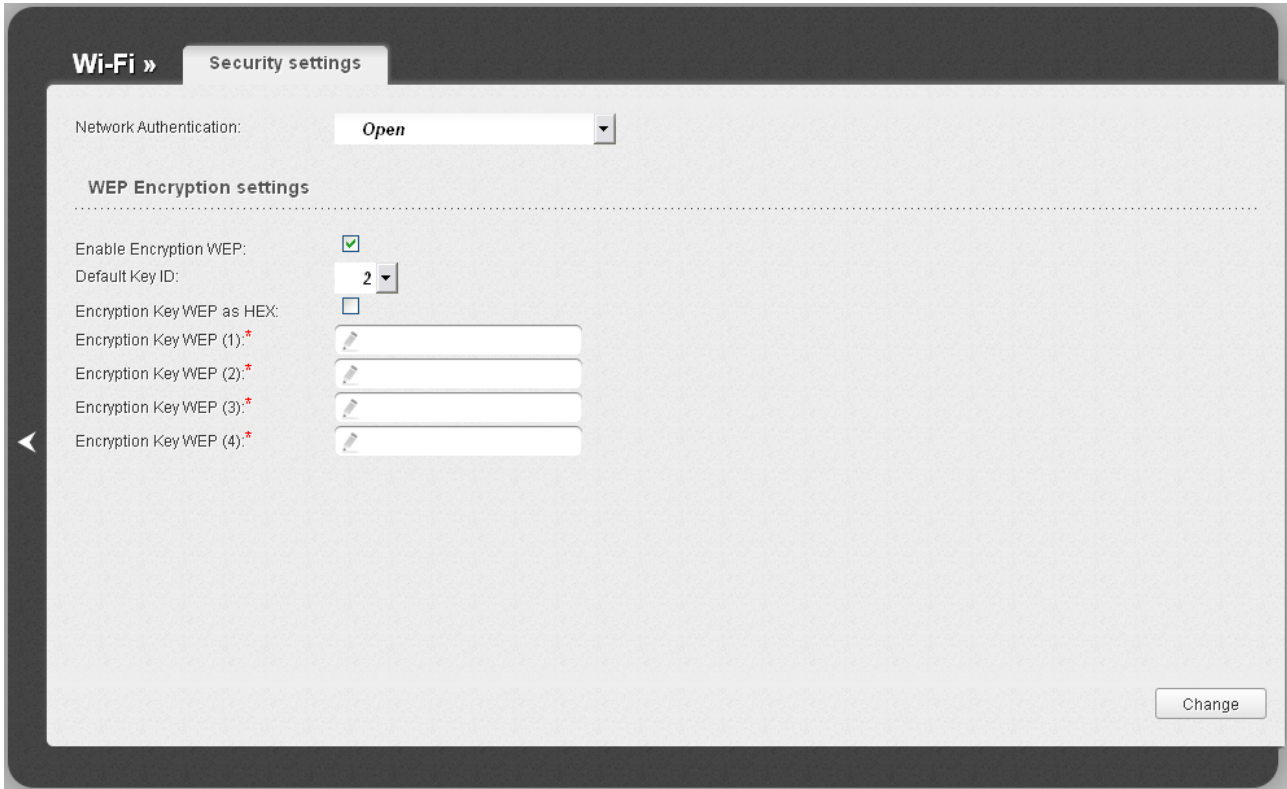 Wi-Fi » Security settings
Network Authentication: Open
WEP Encryption settings
Enable Encryption WEP:
Default Key ID: 2
Encryption Key WEP as HEX:
Encryption Key WEP (1):*
Encryption Key WEP (2):*
Encryption Key WEP (3):*
Encryption Key WEP (4):*
Change